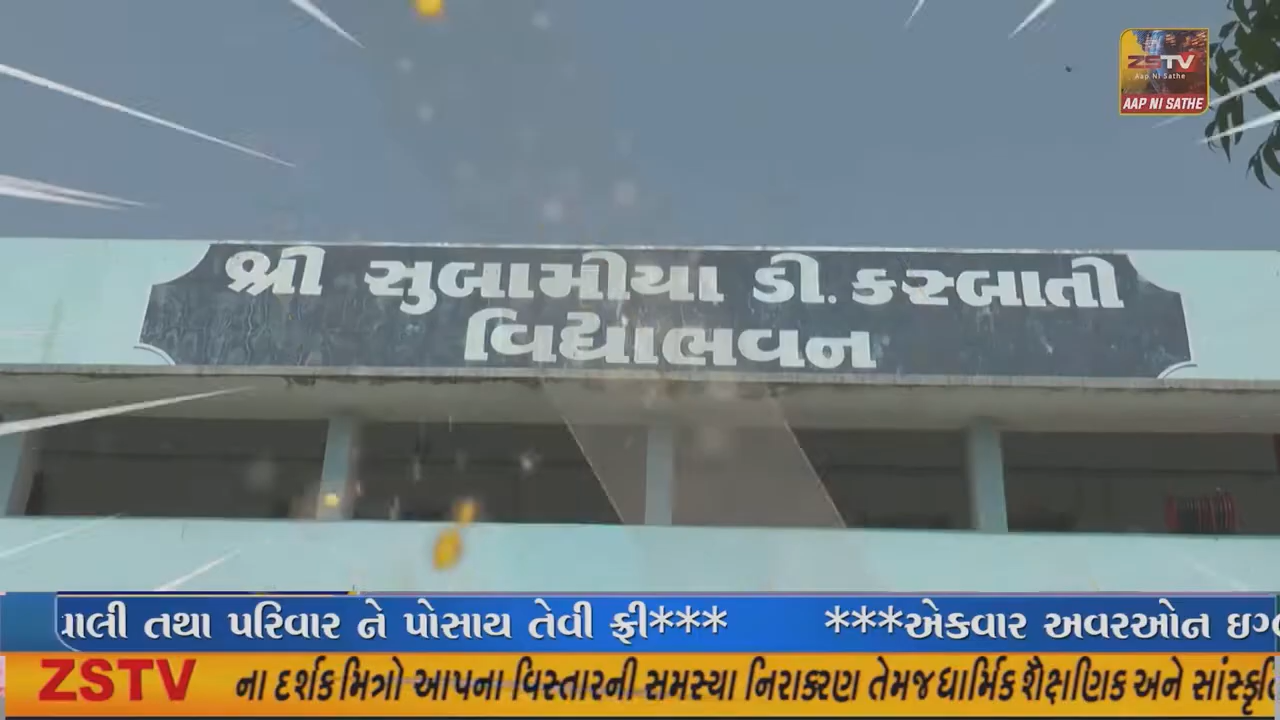 ZSTV
Aap Ni Sathe
AAP NI SATHE
શ્રી સુબામીયા ડી. કરબાતી
વિદ્યાભવન
તથા પરિવાર ને પોસાય તેવી ફ્રી*** ***એકવાર અવરઓન
ZSTV ના દર્શક મિત્રો આપના વિસ્તારની સમસ્યા નિરાકરણ તેમજ ધાર્મિક શૈક્ષણિક અને